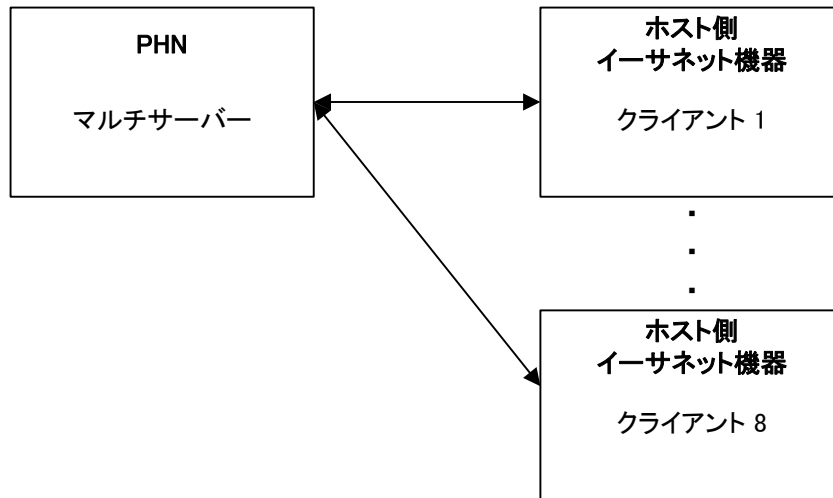 PHN
マルチサーバー
ホスト側
イーサネット機器
クライアント 1
・
・
・
ホスト側
イーサネット機器
クライアント 8